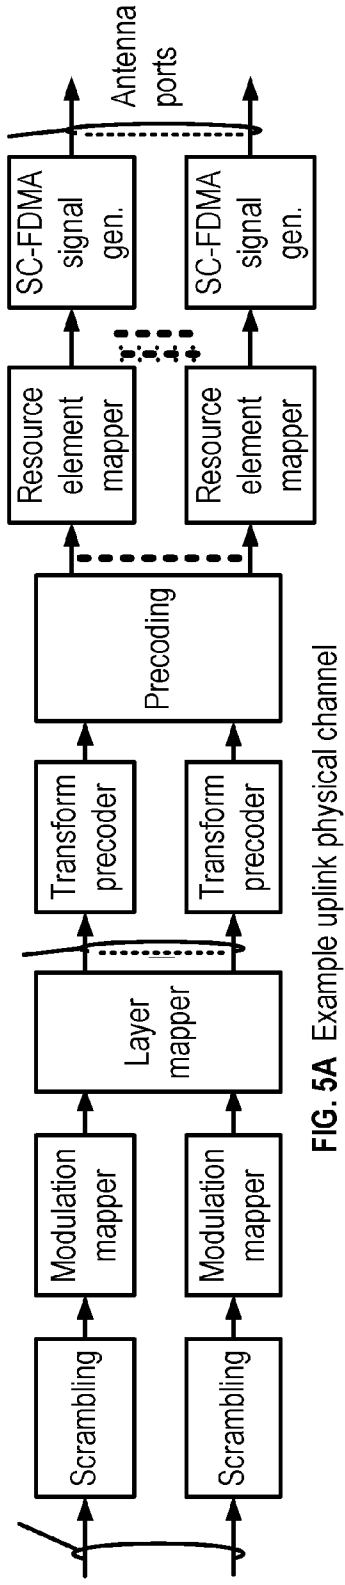 Scrambling
Scrambling
Modulation
mapper
Modulation
mapper
Layer
mapper
Transform
precoder
Transform
precoder
Precoding
Resource
element
mapper
Resource
element
mapper
SC-FDMA
signal
gen.
SC-FDMA
signal
gen.
Antenna
ports
FIG. 5A Example uplink physical channel